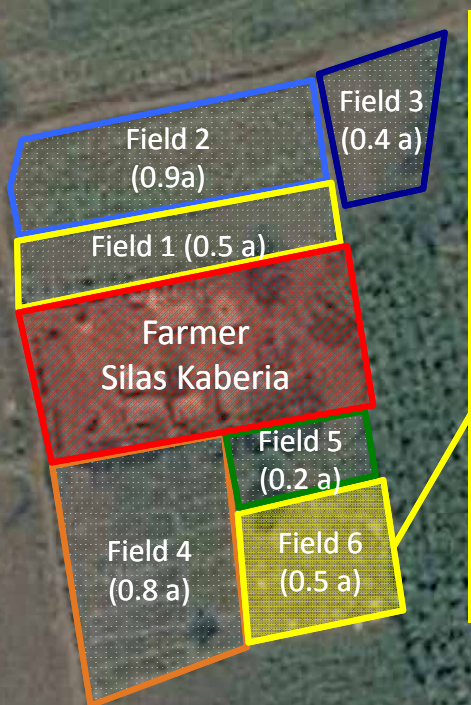 Field 3
(0.4 a)
Field 2
(0.9a)
Field 1 (0.5 a)
Farmer
Silas Kaberia
Field 5
(0.2 a)
Field 4
(0.8 a)
Field 6
(0.5 a)